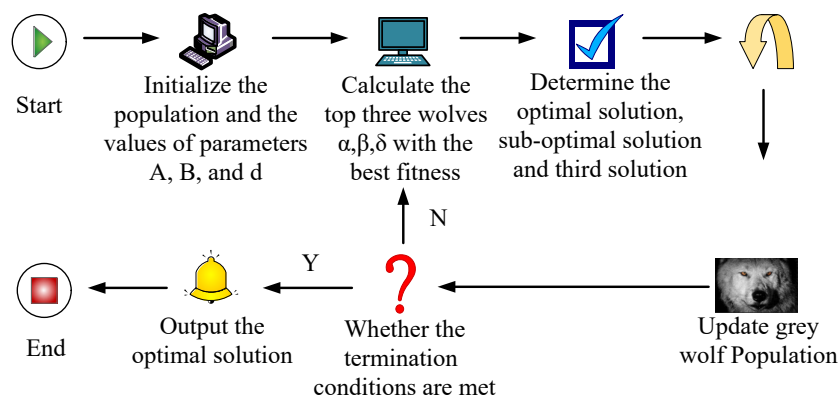 Start
Initialize the
population and the
values of parameters
A, B, and d
Calculate the
top three wolves
α,β,δ with the
best fitness
Determine the
optimal solution,
sub-optimal solution
and third solution
N
Y
End
Output the
optimal solution
Whether the
termination
conditions are met
Update grey
wolf Population